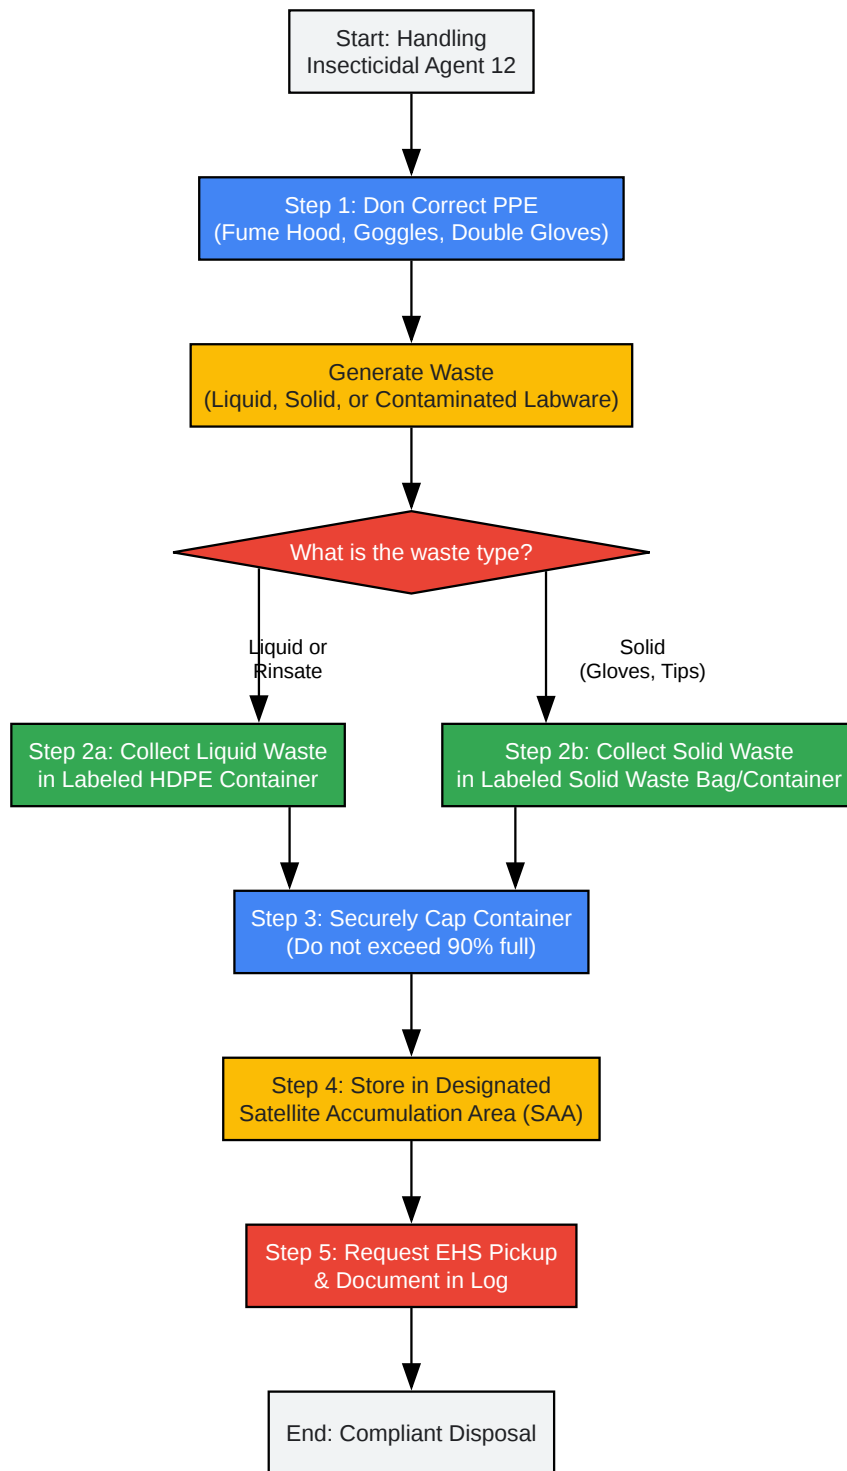 Start: Handling
Insecticidal Agent 12
Step 1: Don Correct PPE
(Fume Hood, Goggles, Double Gloves)
Generate Waste
(Liquid, Solid, or Contaminated Labware)
What is the waste type?
Liquid or
Rinsate
Solid
(Gloves, Tips)
Step 2a: Collect Liquid Waste
in Labeled HDPE Container
Step 2b: Collect Solid Waste
in Labeled Solid Waste Bag/Container
Step 3: Securely Cap Container
(Do not exceed 90% full)
Step 4: Store in Designated
Satellite Accumulation Area (SAA)
Step 5: Request EHS Pickup
& Document in Log
End: Compliant Disposal